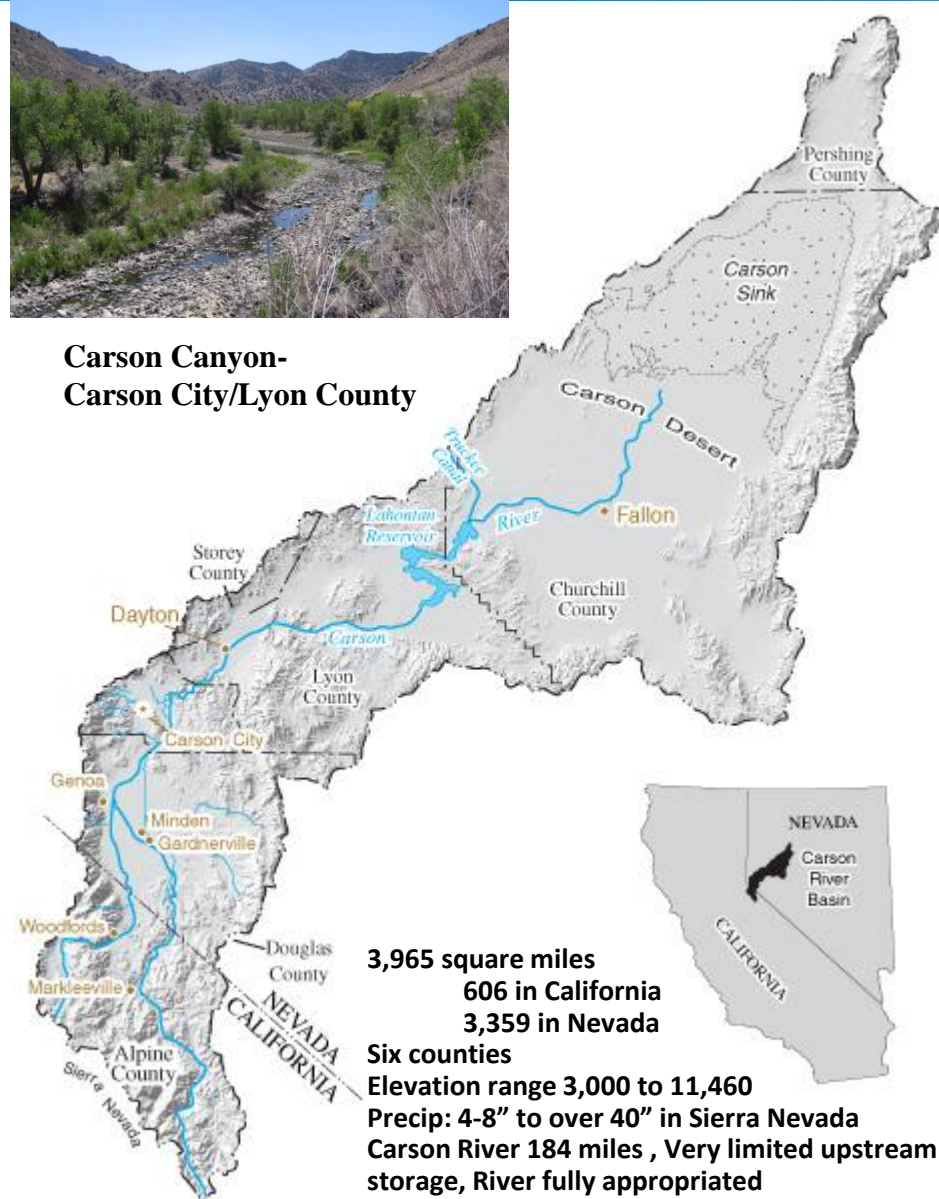 Carson Canyon-
Carson City/Lyon County
Pershing
County
Carson
Sink
Carson Desert
Truckee
Canal
Lahontan
Reservoir
River
Fallon
Storey
County
Churchill
County
Dayton
Carson
Lyon
County
Carson City
Genoa
Minden
Gardnerville
Woodfords
Douglas
County
Markleeville
NEVADA
CALIFORNIA
Alpine
County
Sierra Nevada
NEVADA
Carson
River
Basin
CALIFORNIA
3,965 square miles
606 in California
3,359 in Nevada
Six counties
Elevation range 3,000 to 11,460
Precip: 4-8” to over 40” in Sierra Nevada
Carson River 184 miles , Very limited upstream
storage, River fully appropriated